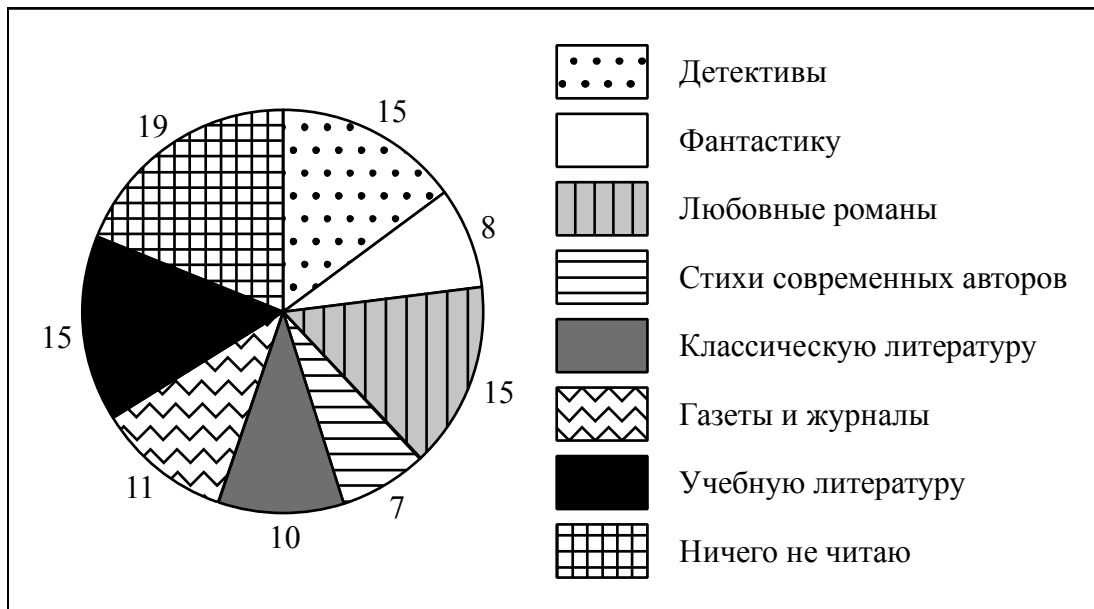 15
8
15
7
10
11
15
19
Детективы
Фантастику
Любовные романы
Стихи современных авторов
Классическую литературу
Газеты и журналы
Учебную литературу
Ничего не читаю